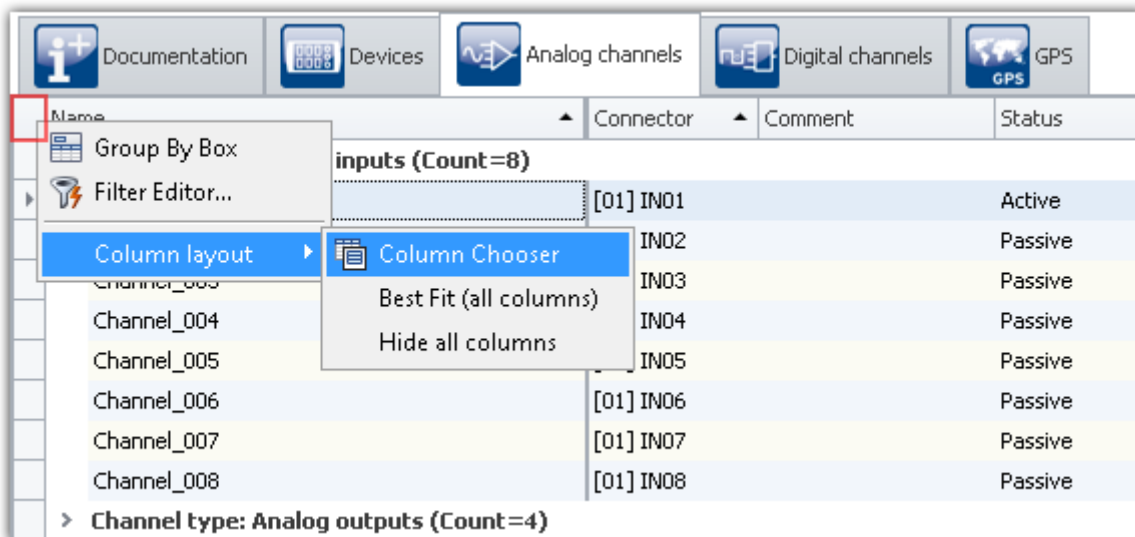 Documentation
Devices
Analog channels
Digital channels
GPS
GPS
Name
Connector
Comment
Status
Group By Box
inputs (Count=8)
Filter Editor...
[01] IN01
Active
Column layout
Column Chooser
IN02
Passive
Best Fit (all columns)
IN03
Passive
Channel_004
IN04
Passive
Hide all columns
Channel_005
IN05
Passive
Channel_006
[01] IN06
Passive
Channel_007
[01] IN07
Passive
Channel_008
[01] IN08
Passive
Channel type: Analog outputs (Count=4)